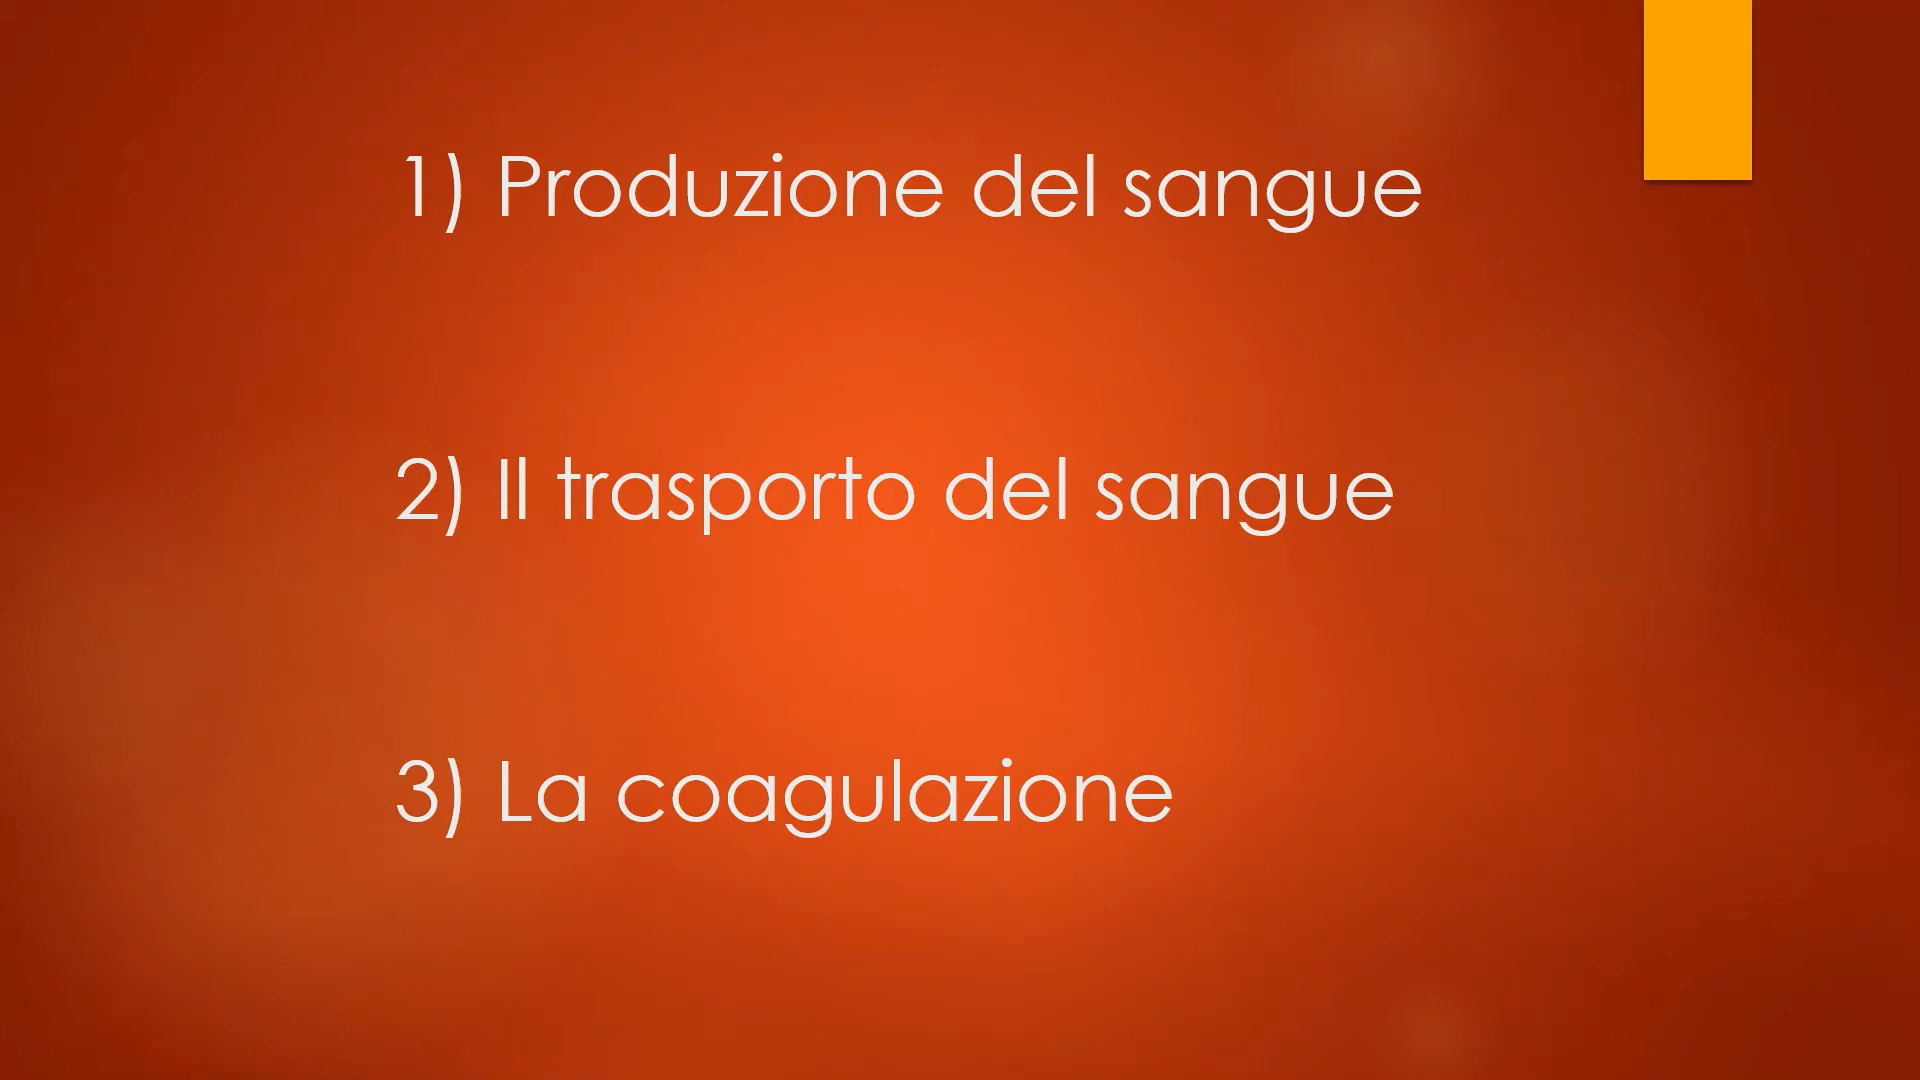 1) Produzione del sangue
2) Il trasporto del sangue
3) La coagulazione